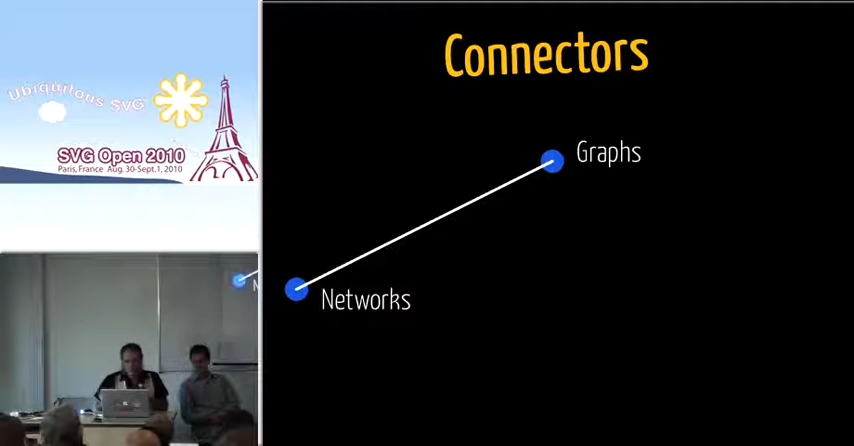 Ubiquitous SVG
SVG Open 2010
Paris, France Aug. 30-Sept.1, 2010
Connectors
Graphs
Networks